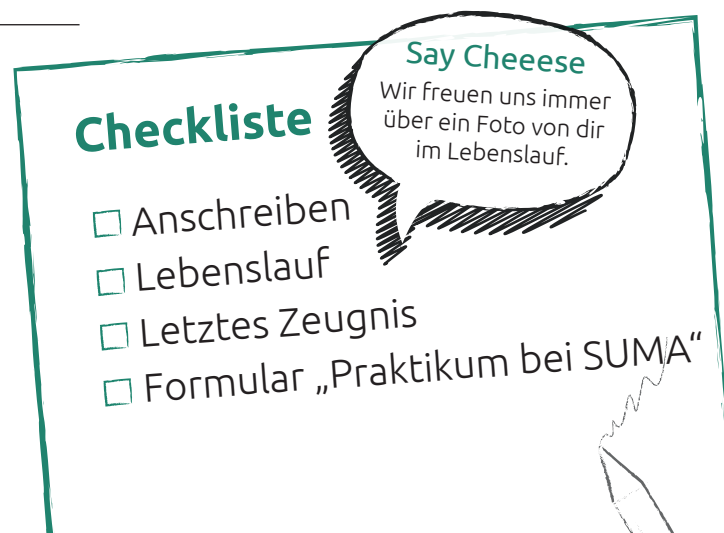 Say Cheeese
Wir freuen uns immer
über ein Foto von dir
im Lebenslauf.
Checkliste
Anschreiben
Lebenslauf
Letztes Zeugnis
Formular „Praktikum bei SUMA“